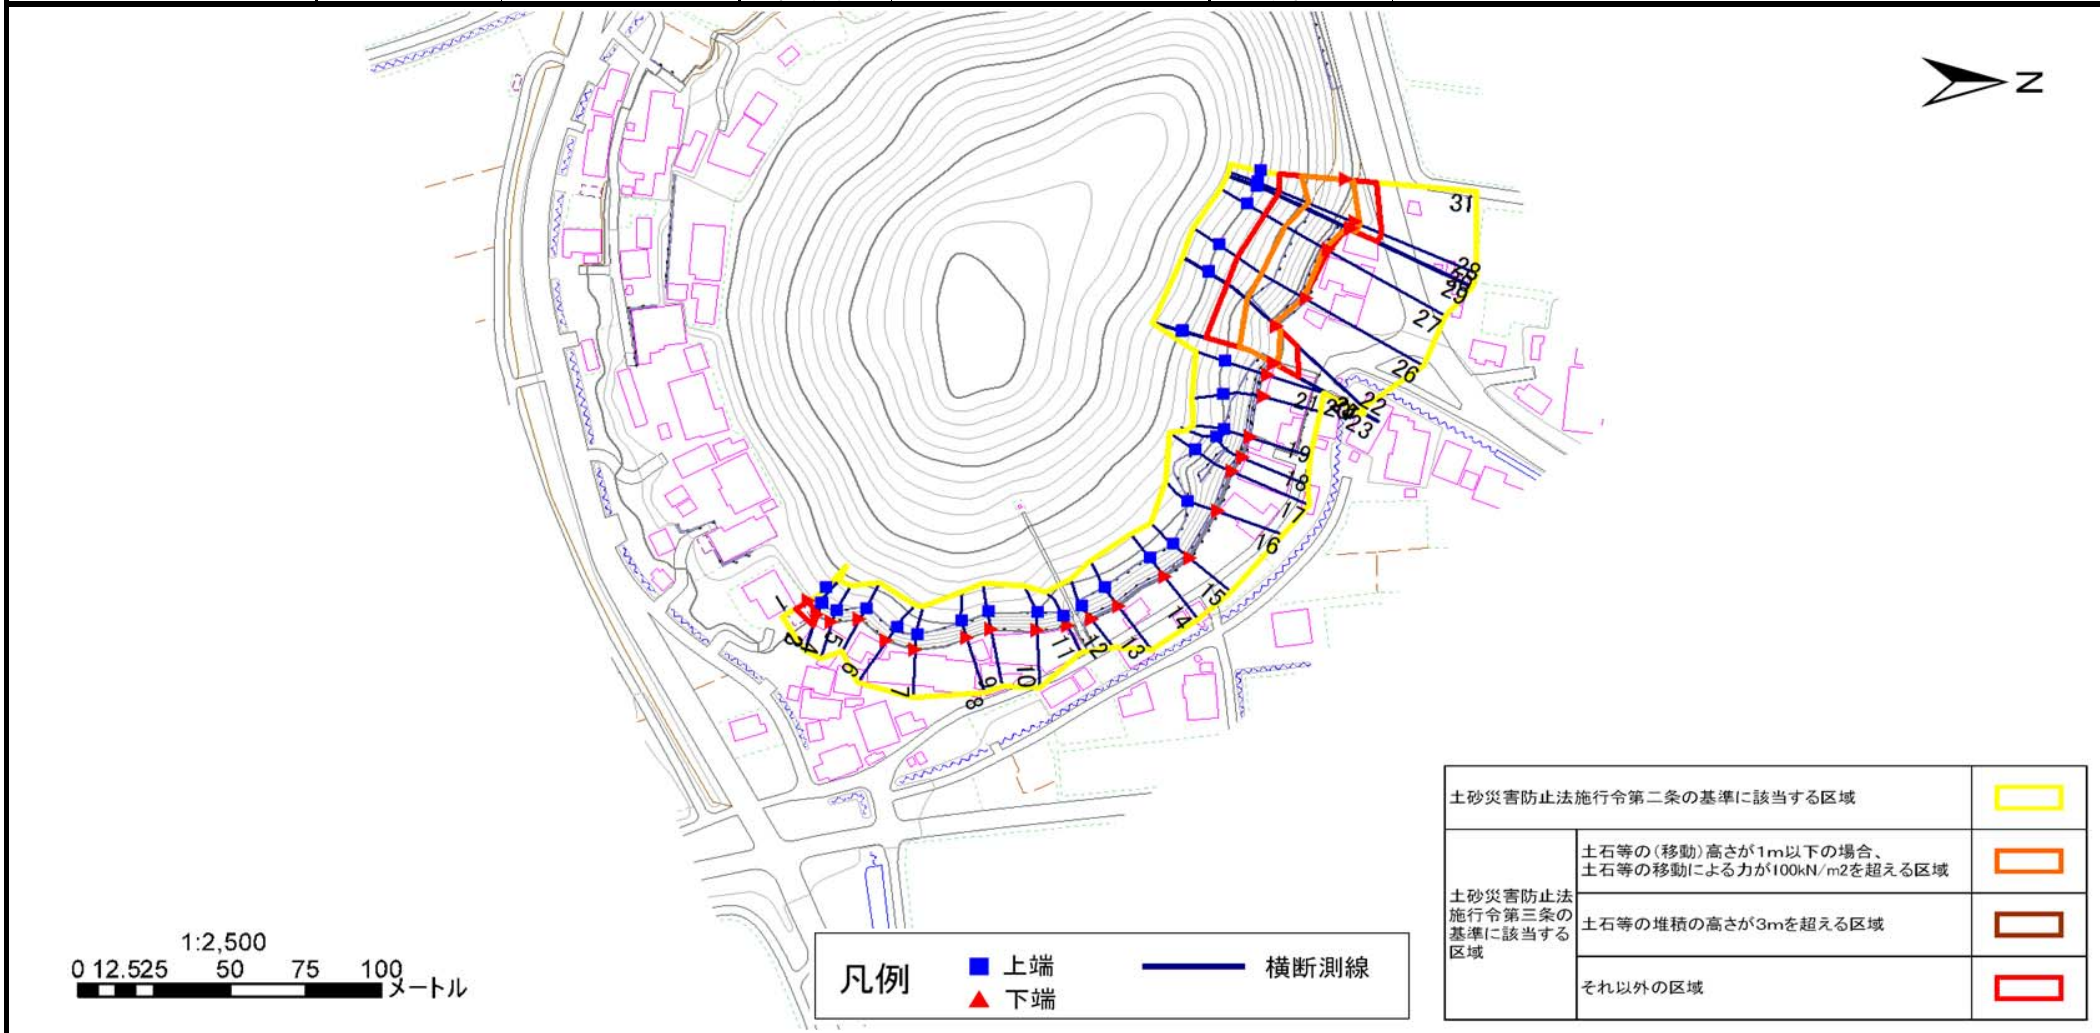 N
31
28
29
27
26
22
23
21
19
18
17
16
15
14
13
12
11
10
9
8
7
6
5
4
2
1
1:2,500
0 12.525 50 75 100
メートル
凡例
上端
横断測線
下端
土砂災害防止法施行令第二条の基準に該当する区域
土砂災害防止法
施行令第三条の
基準に該当する
区域
土石等の(移動)高さが1m以下の場合、
土石等の移動による力が100kN/m2を超える区域
土石等の堆積の高さが3mを超える区域
それ以外の区域